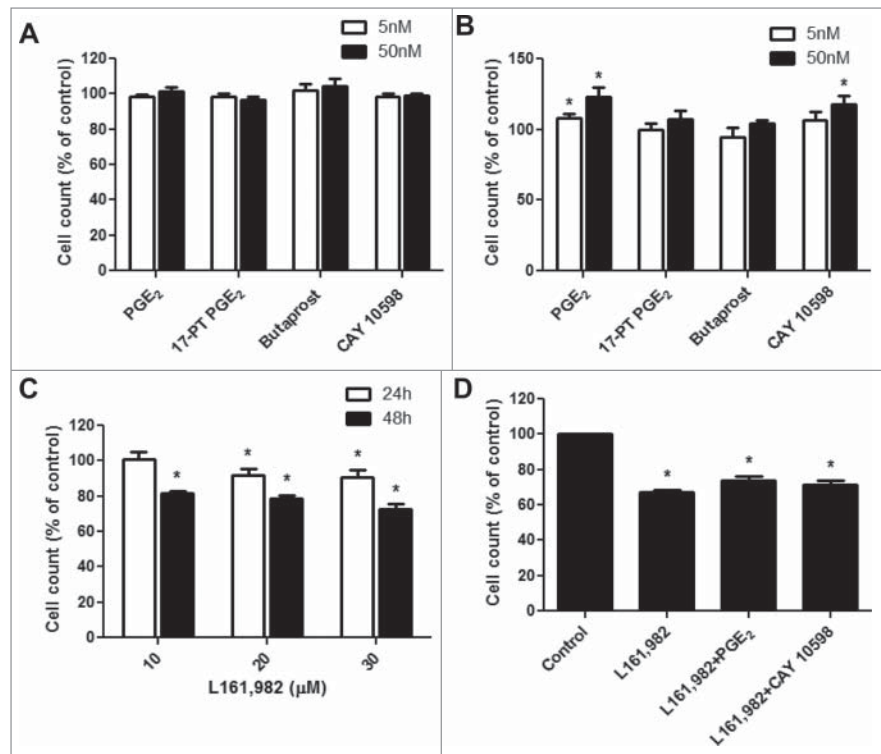 A
5nM
50nM
Cell count (% of control)
120
100
80
60
40
20
0
PGE₂
17-PT PGE₂
Butaprost
CAY 10598
B
5nM
50nM
Cell count (% of control)
150
100
50
0
* *
*
PGE₂
17-PT PGE₂
Butaprost
CAY 10598
C
24h
48h
Cell count (% of control)
120
100
80
60
40
20
0
*
* *
* *
10
20
30
L161,982 (μM)
D
Cell count (% of control)
120
100
80
60
40
20
0
*
*
*
Control
L161,982
L161,982+PGE₂
L161,982+CAY 10598